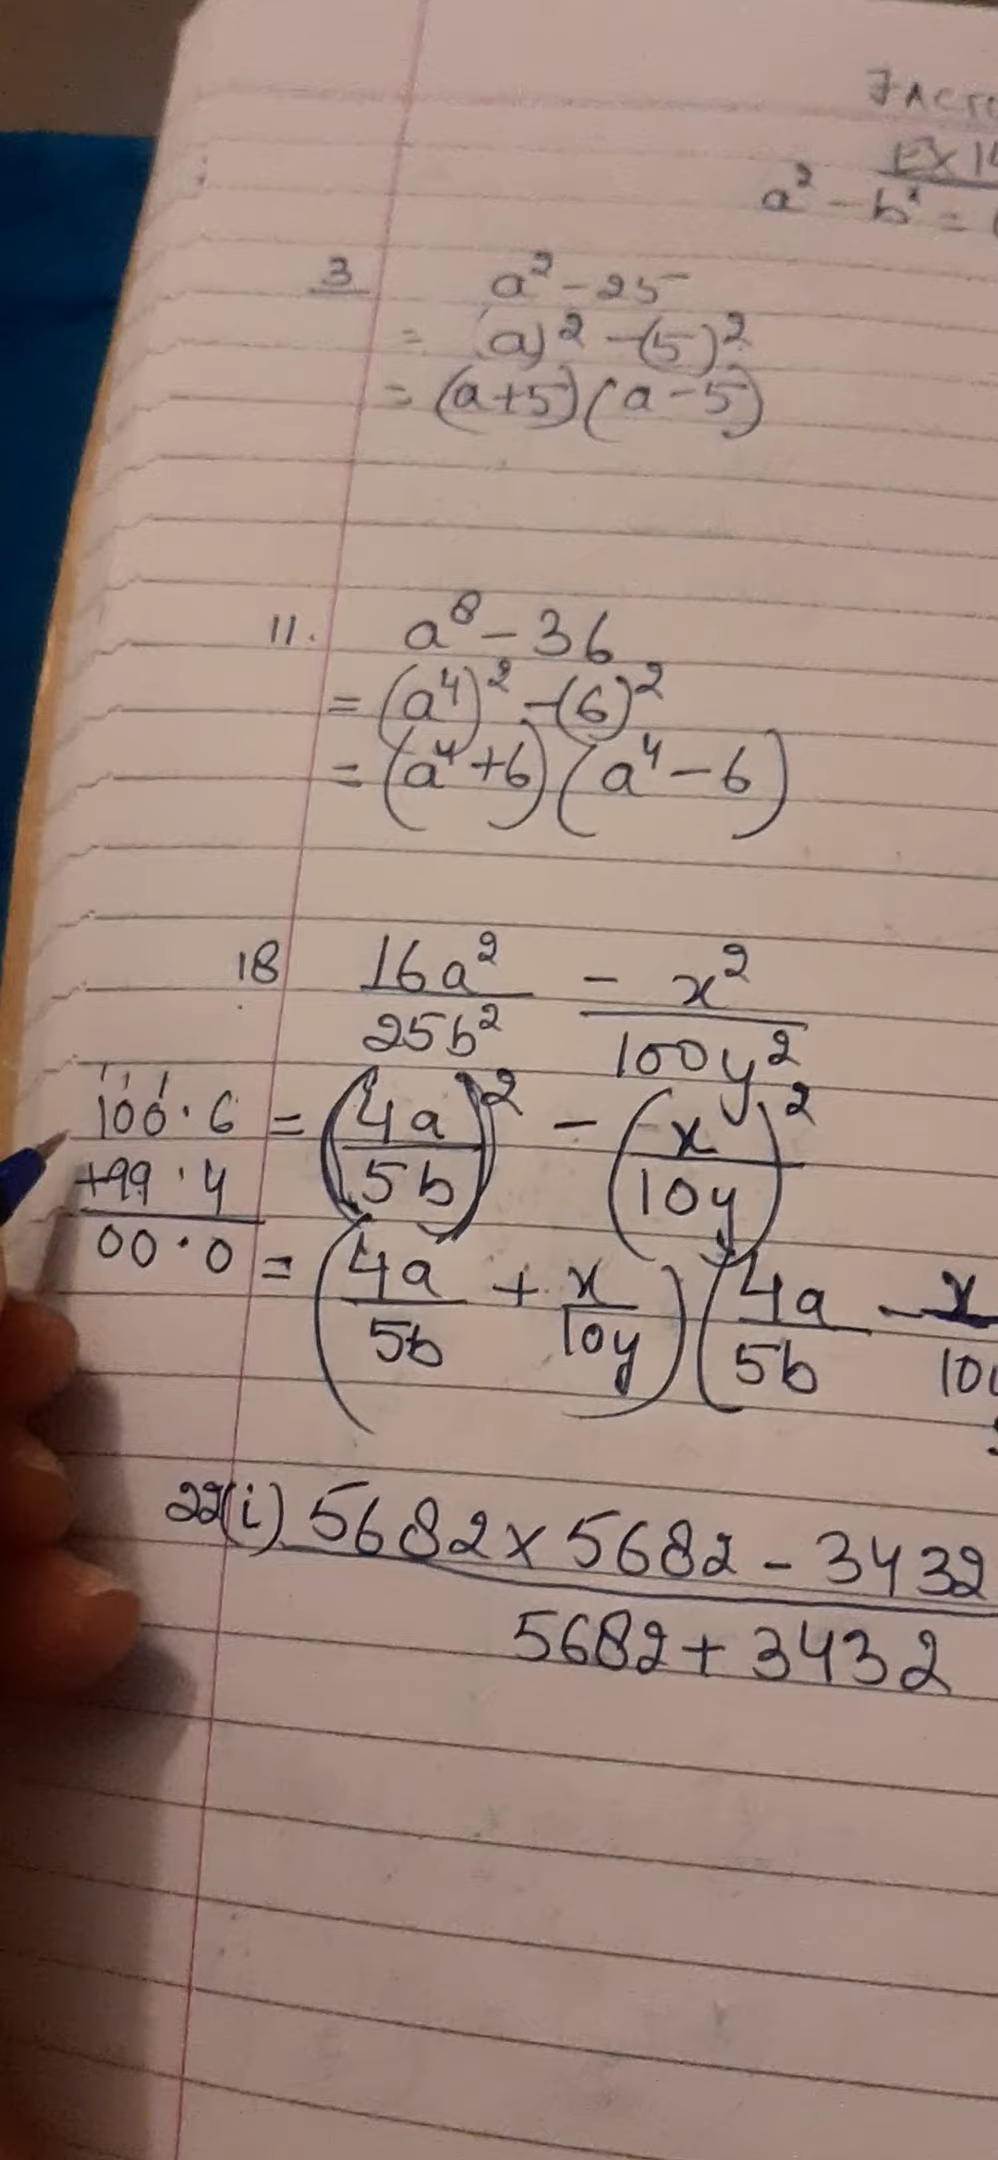 a² - b² =
3 a² - 25
= (a)² - (5)²
= (a+5)(a-5)
11. a⁸ - 36
= (a⁴)² - (6)²
= (a⁴+6)(a⁴-6)
18 16a²/25b² - x²/100y²
= (4a/5b)² - (x/10y)²
= (4a/5b + x/10y)(4a/5b - x/10
100.6
+99.4
00.0
22(i) 5682 x 5682 - 3432
5682 + 3432